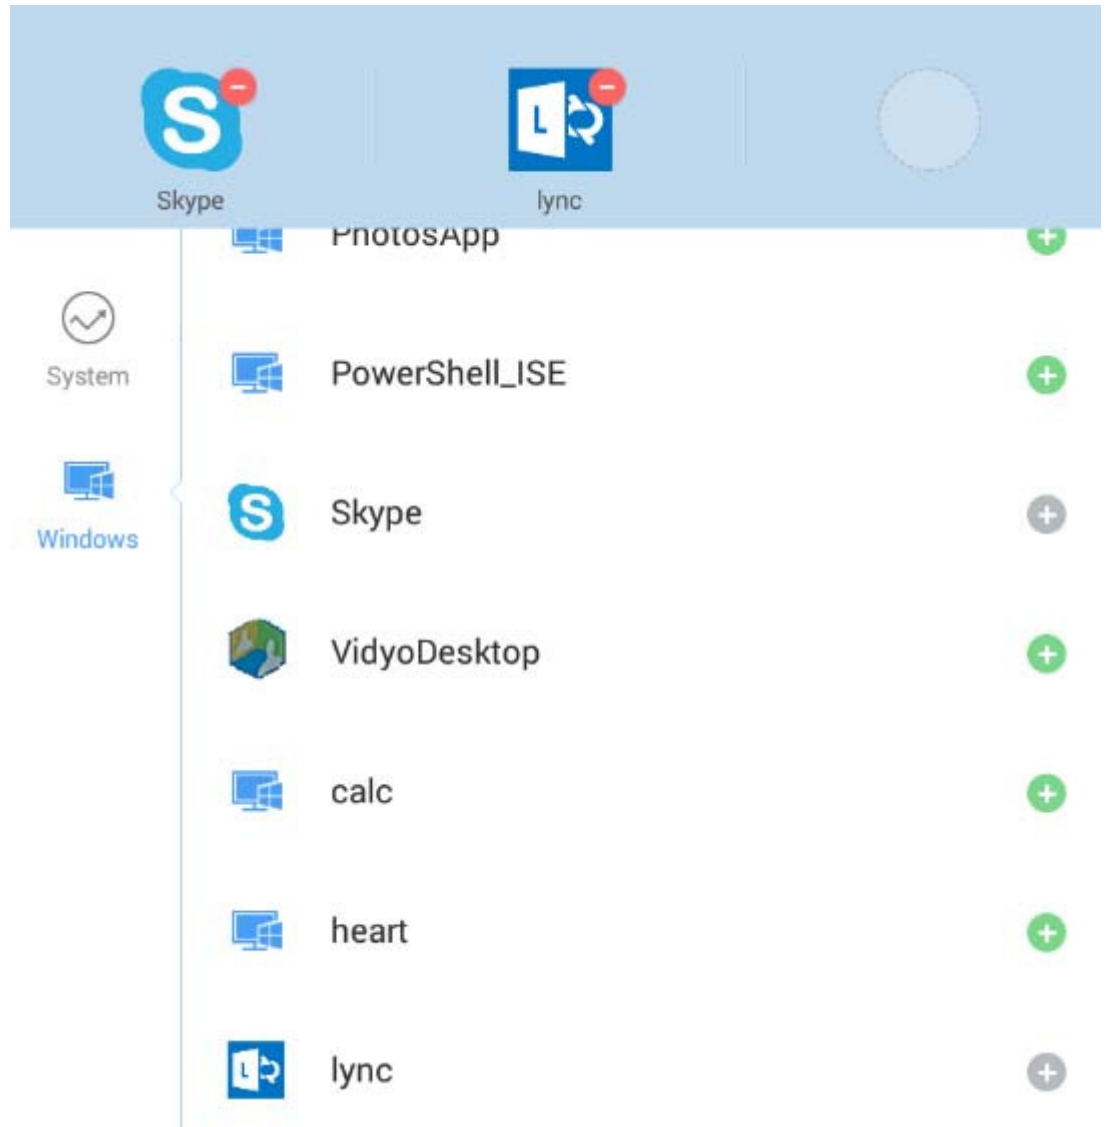 Skype
lync
PhotosApp
System
PowerShell_ISE
Windows
Skype
VidyoDesktop
calc
heart
lync